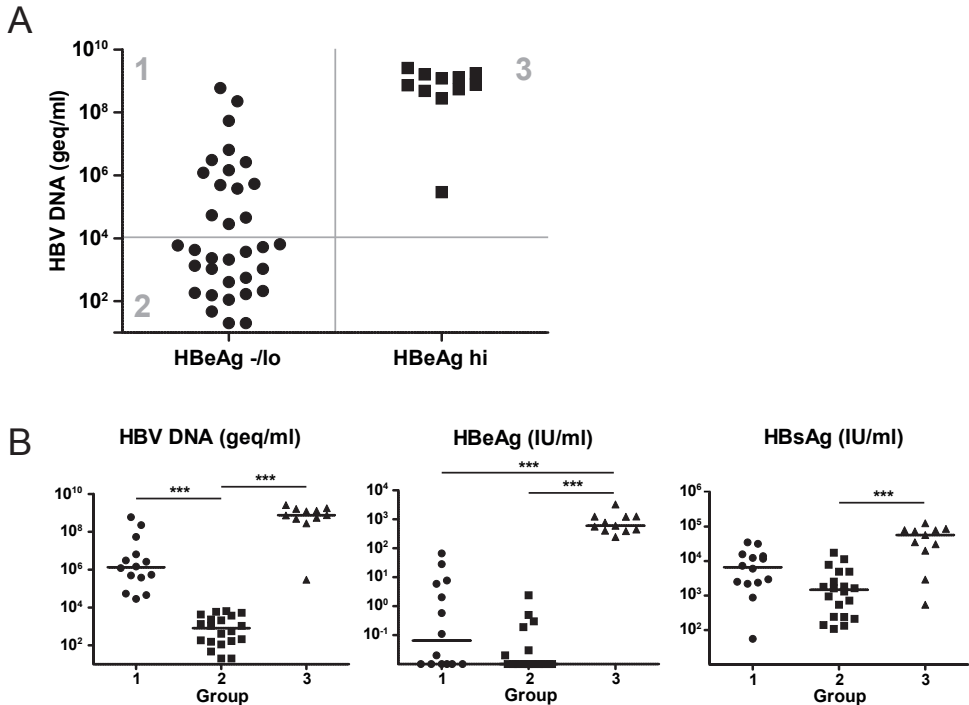 A
HBV DNA (geq/ml)
10^10
10^8
10^6
10^4
10^2
1
2
3
HBeAg -/lo
HBeAg hi
B
HBV DNA (geq/ml)
***
***
10^10
10^8
10^6
10^4
10^2
1 2 3
Group
HBeAg (IU/ml)
***
***
10^4
10^3
10^2
10^1
10^0
10^-1
1 2 3
Group
HBsAg (IU/ml)
***
10^6
10^5
10^4
10^3
10^2
1 2 3
Group